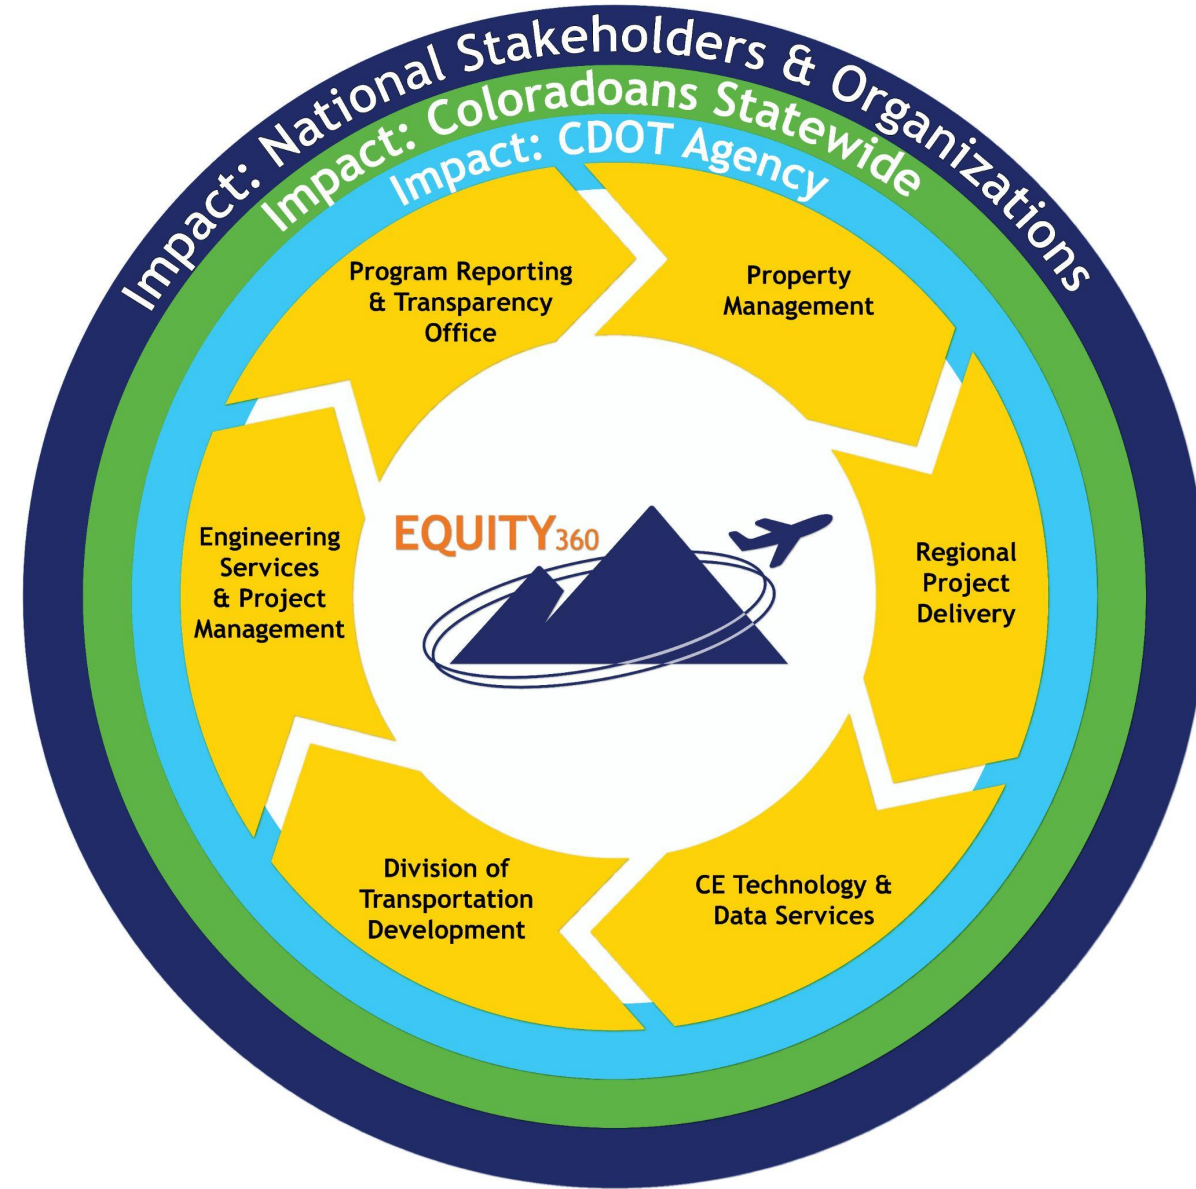 Impact: National Stakeholders & Organizations
Impact: Coloradoans Statewide
Impact: CDOT Agency
Program Reporting
& Transparency
Office
Property
Management
Engineering
Services
& Project
Management
EQUITY360
Regional
Project
Delivery
Division of
Transportation
Development
CE Technology &
Data Services